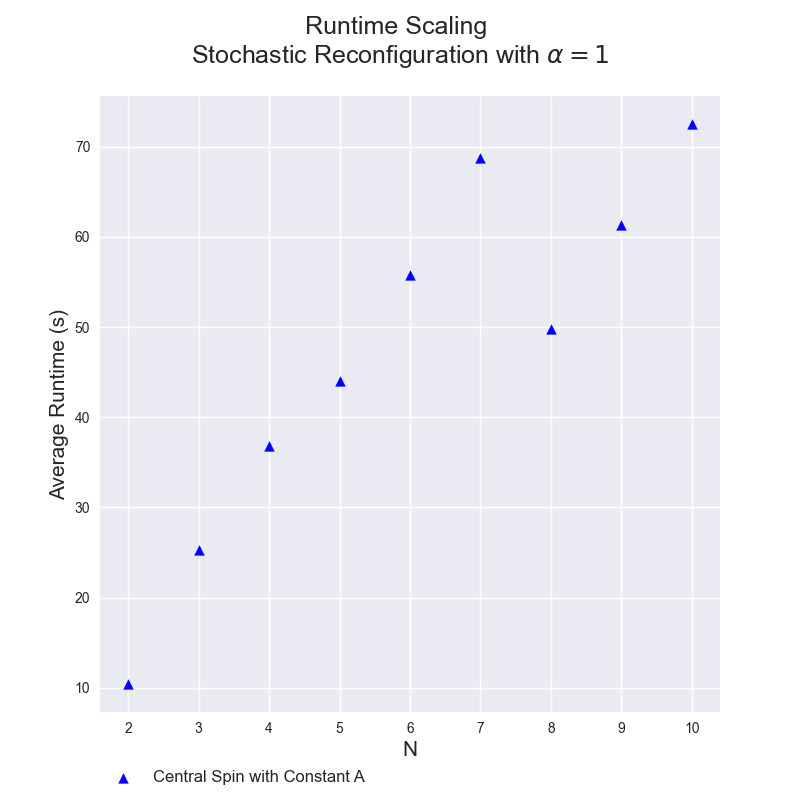 Runtime Scaling
Stochastic Reconfiguration with α = 1
70
60
50
40
30
20
10
Average Runtime (s)
2 3 4 5 6 7 8 9 10
N
Central Spin with Constant A